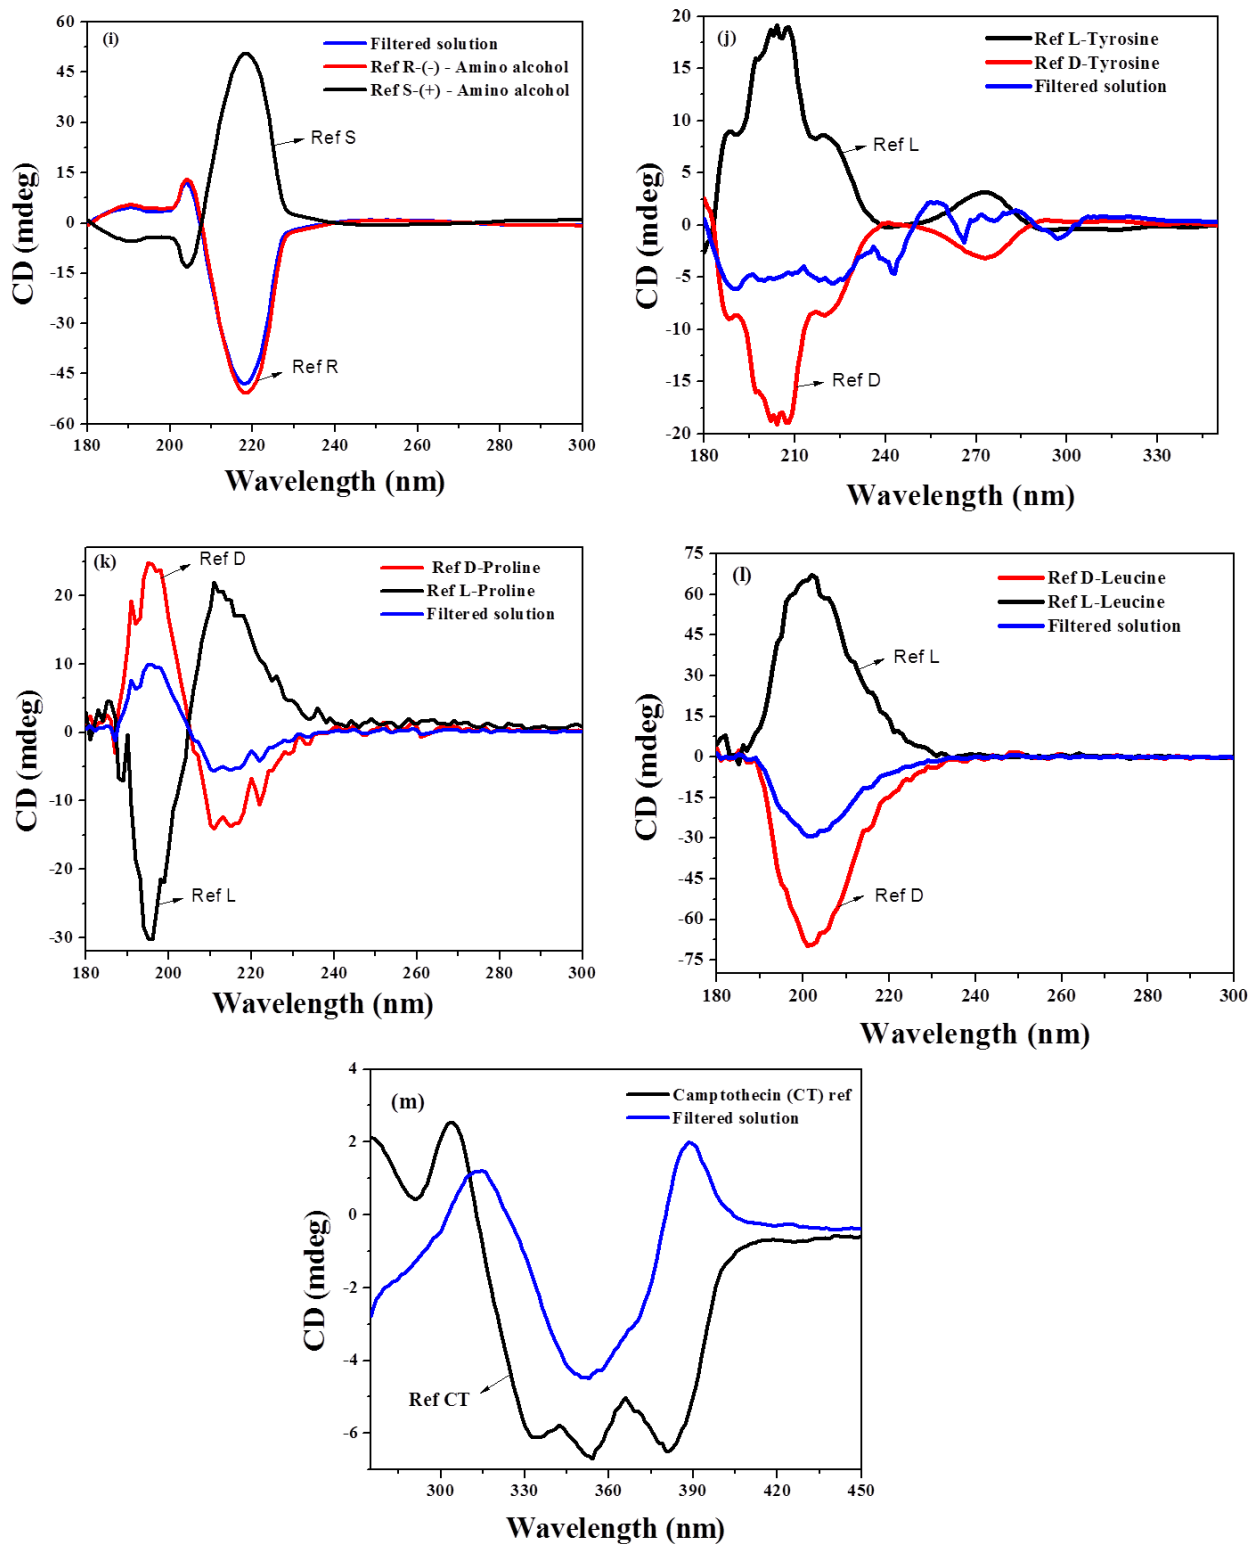 (i)
Filtered solution
Ref R-(-) - Amino alcohol
Ref S-(+) - Amino alcohol
Ref S
Ref R
60
45
30
15
0
-15
-30
-45
-60
180
200
220
240
260
280
300
CD (mdeg)
Wavelength (nm)
(j)
Ref L-Tyrosine
Ref D-Tyrosine
Filtered solution
Ref L
Ref D
20
15
10
5
0
-5
-10
-15
-20
180
210
240
270
300
330
CD (mdeg)
Wavelength (nm)
(k)
Ref D
Ref D-Proline
Ref L-Proline
Filtered solution
Ref L
20
10
0
-10
-20
-30
180
200
220
240
260
280
300
CD (mdeg)
Wavelength (nm)
(l)
Ref D-Leucine
Ref L-Leucine
Filtered solution
Ref L
Ref D
75
60
45
30
15
0
-15
-30
-45
-60
-75
180
200
220
240
260
280
300
CD (mdeg)
Wavelength (nm)
(m)
Camptothecin (CT) ref
Filtered solution
Ref CT
4
2
0
-2
-4
-6
300
330
360
390
420
450
CD (mdeg)
Wavelength (nm)